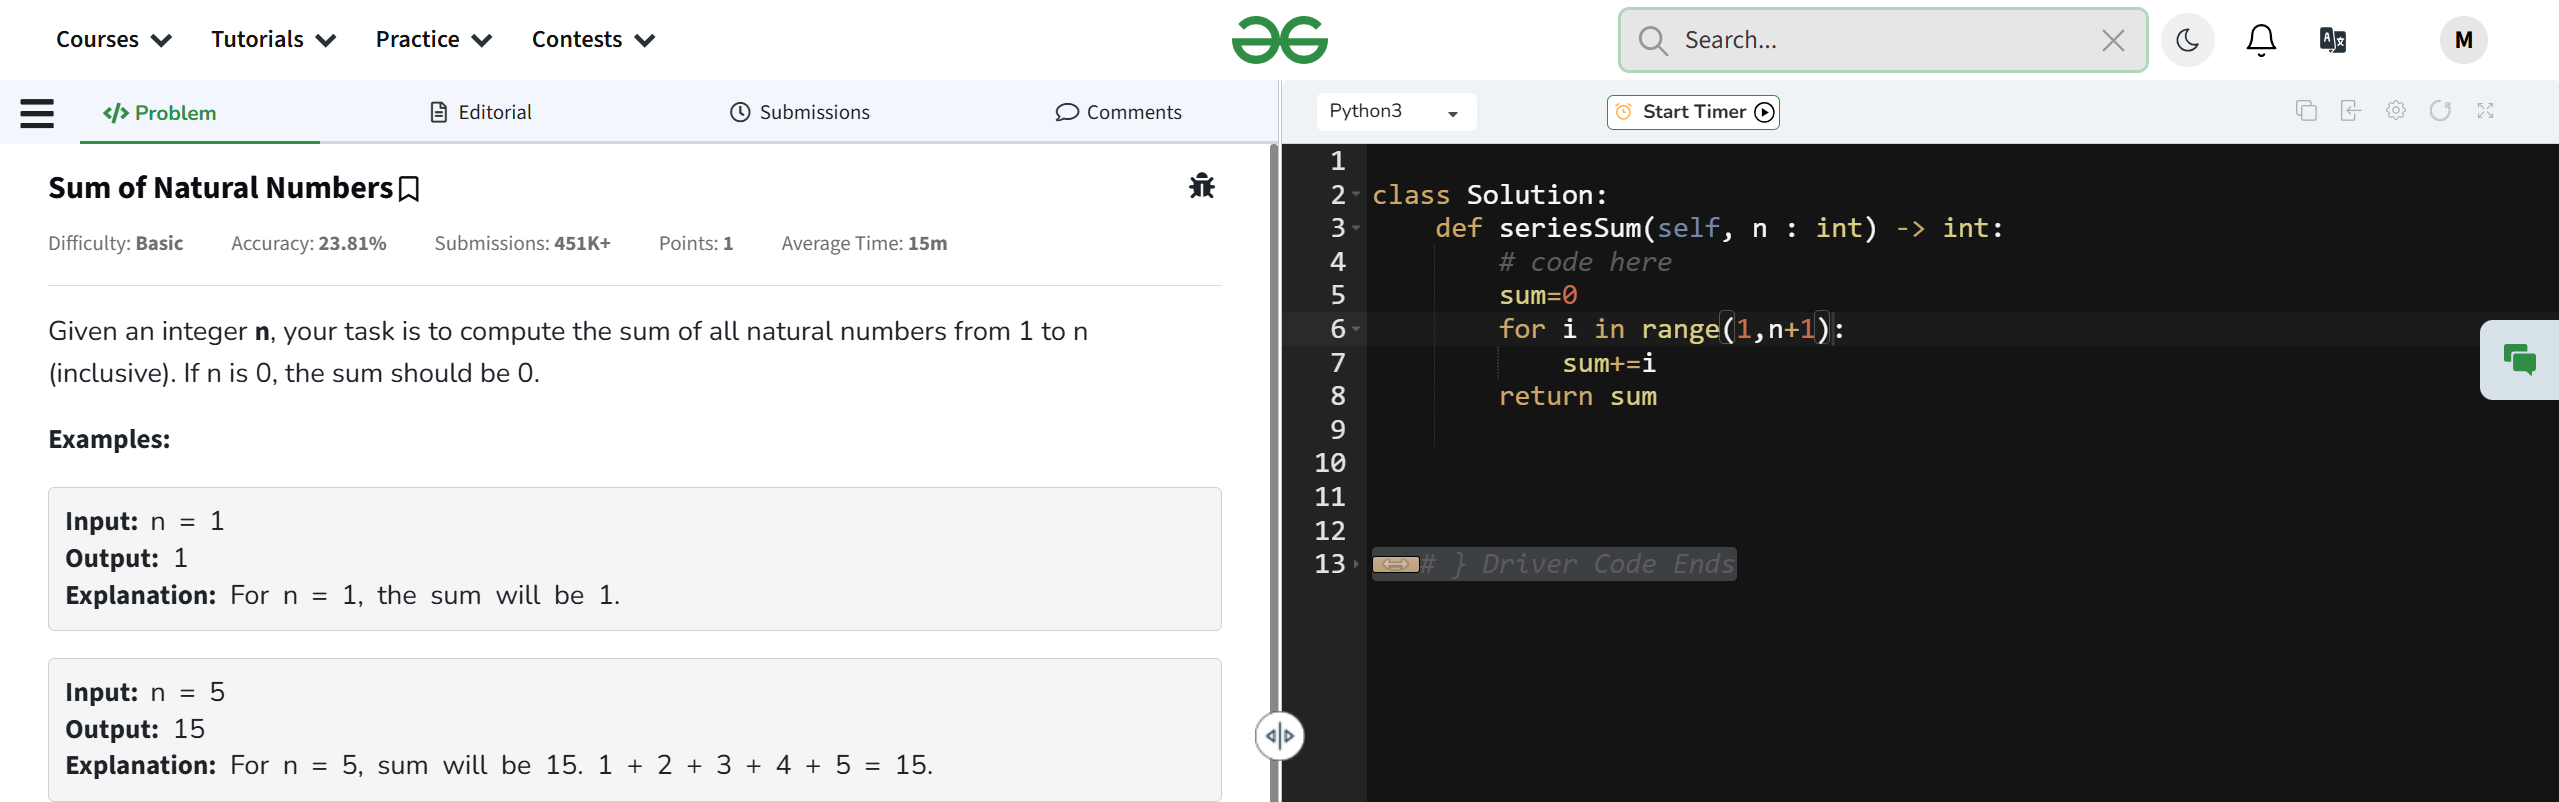 Courses Tutorials Practice Contests Search... M
Problem Editorial Submissions Comments
Python3 Start Timer
Sum of Natural Numbers
Difficulty: Basic Accuracy: 23.81% Submissions: 451K+ Points: 1 Average Time: 15m
Given an integer n, your task is to compute the sum of all natural numbers from 1 to n
(inclusive). If n is 0, the sum should be 0.
Examples:
Input: n = 1
Output: 1
Explanation: For n = 1, the sum will be 1.
Input: n = 5
Output: 15
Explanation: For n = 5, sum will be 15. 1 + 2 + 3 + 4 + 5 = 15.
1
2 class Solution:
3     def seriesSum(self, n : int) -> int:
4         # code here
5         sum=0
6         for i in range(1,n+1):
7             sum+=i
8         return sum
9
10
11
12
13 # } Driver Code Ends